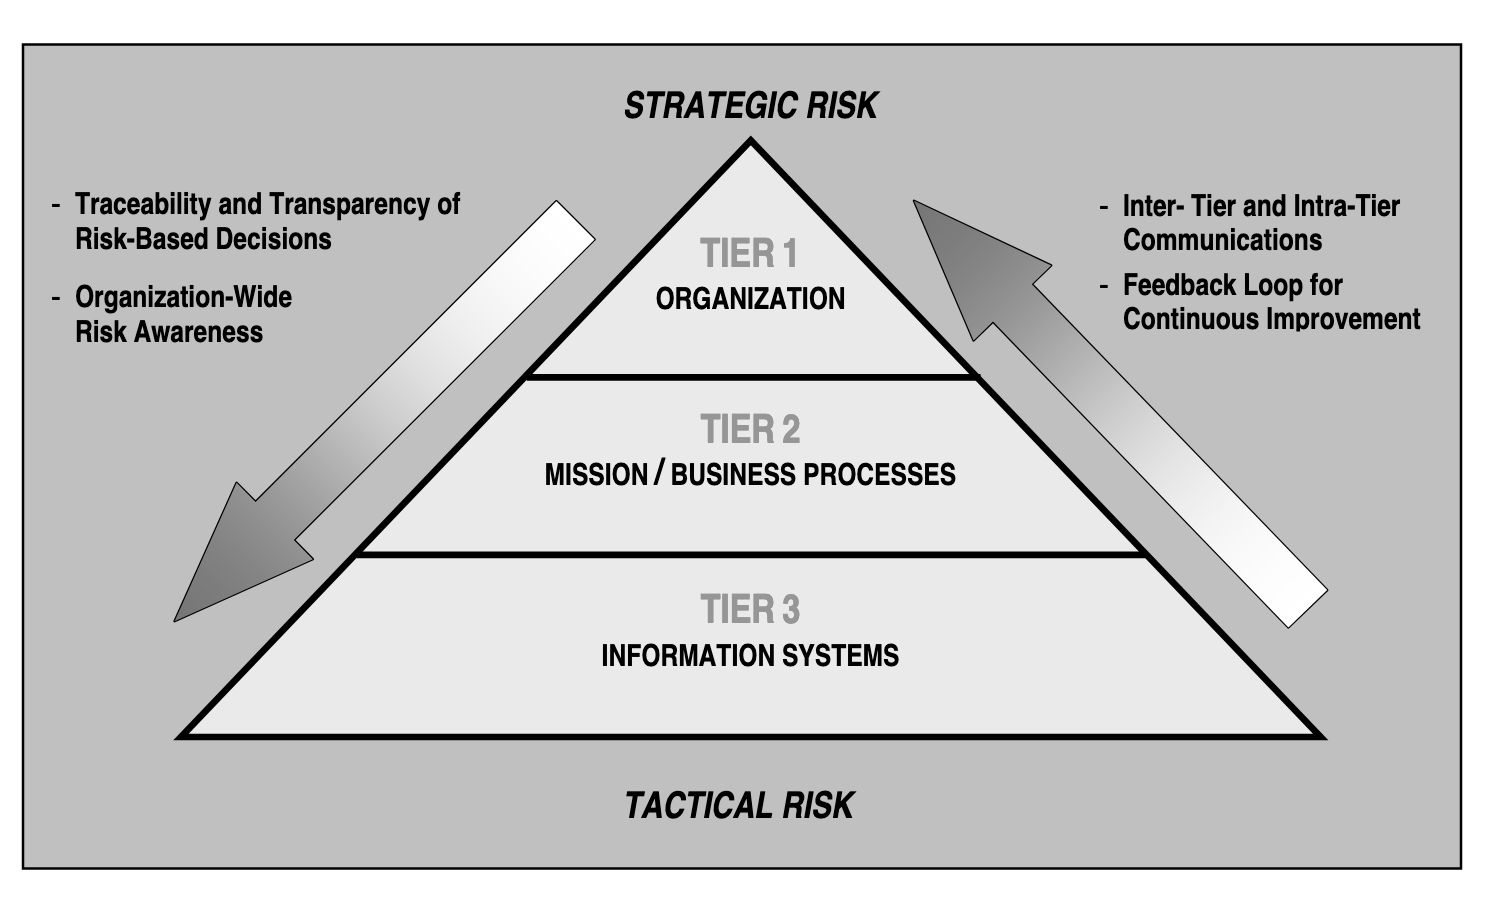 STRATEGIC RISK
- Traceability and Transparency of
Risk-Based Decisions
- Organization-Wide
Risk Awareness
- Inter- Tier and Intra-Tier
Communications
- Feedback Loop for
Continuous Improvement
TIER 1
ORGANIZATION
TIER 2
MISSION / BUSINESS PROCESSES
TIER 3
INFORMATION SYSTEMS
TACTICAL RISK